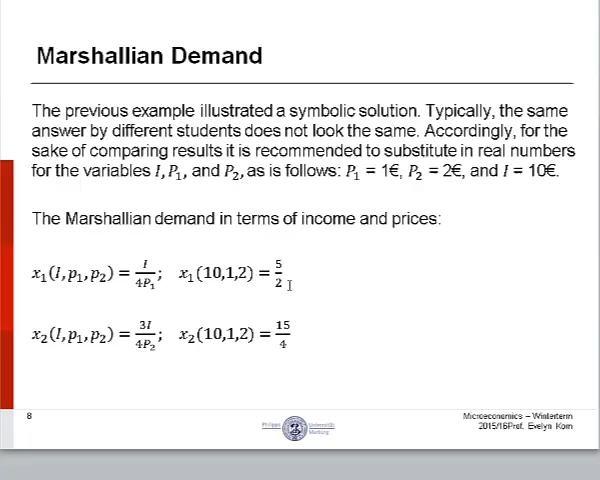 Marshallian Demand
The previous example illustrated a symbolic solution. Typically, the same
answer by different students does not look the same. Accordingly, for the
sake of comparing results it is recommended to substitute in real numbers
for the variables I, P₁, and P₂, as is follows: P₁ = 1€, P₂ = 2€, and I = 10€.
The Marshallian demand in terms of income and prices:
x₁(I, p₁, p₂) = I/4P₁; x₁(10,1,2) = 5/2
x₂(I, p₁, p₂) = 3I/4P₂; x₂(10,1,2) = 15/4
8
Philipps Universität
Marburg
Microeconomics – Winterterm
2015/16Prof. Evelyn Korn